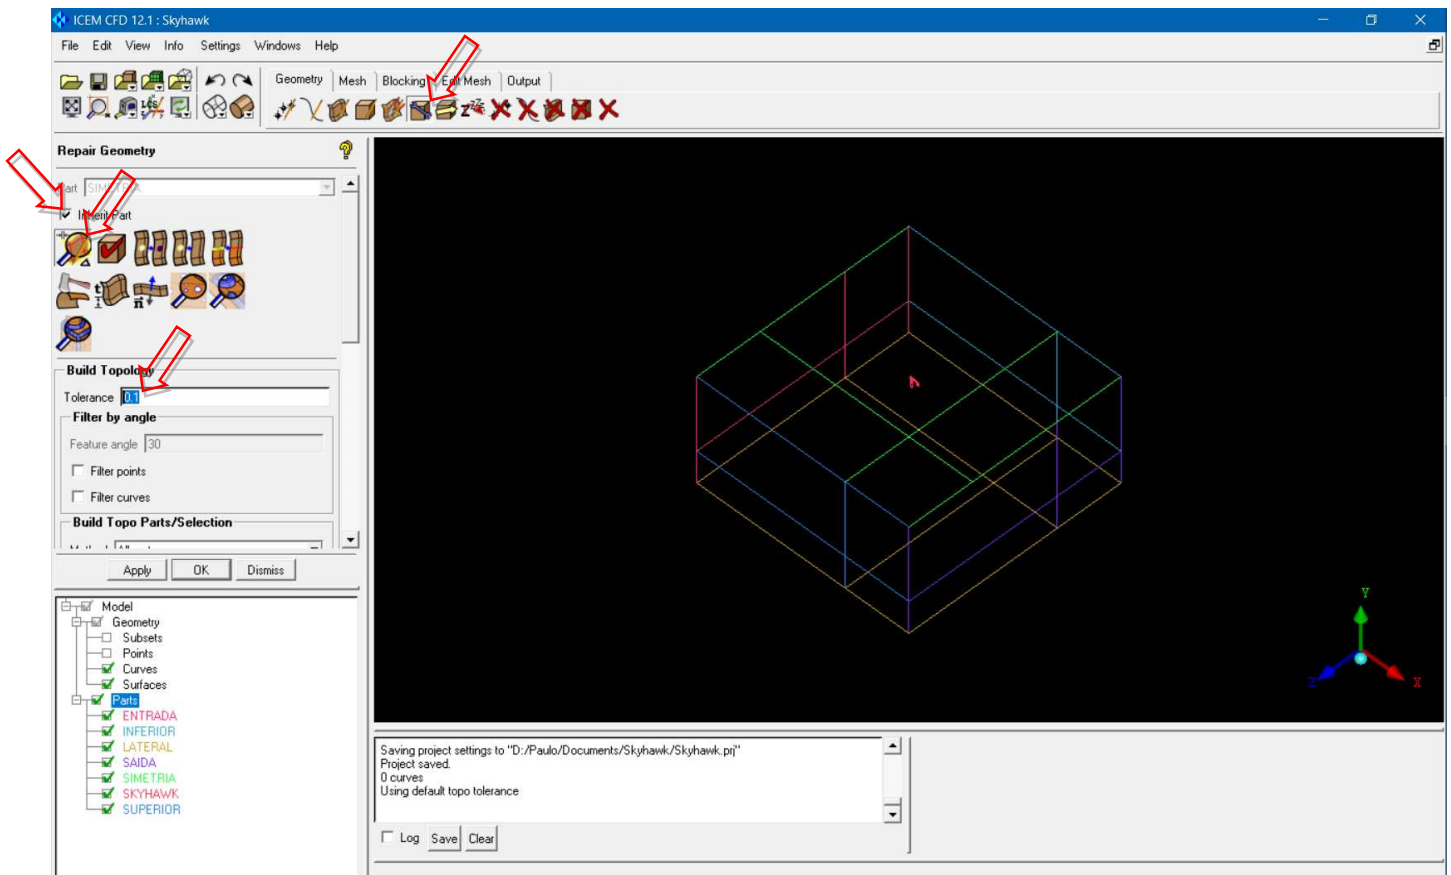 ICEM CFD 12.1 : Skyhawk
File Edit View Info Settings Windows Help
Geometry Mesh Blocking Edit Mesh Output
LCS
Repair Geometry
Part SIMETRIA
Inherit Part
Build Topology
Tolerance 0.1
Filter by angle
Feature angle 30
Filter points
Filter curves
Build Topo Parts/Selection
Apply OK Dismiss
Model
Geometry
Subsets
Points
Curves
Surfaces
Parts
ENTRADA
INFERIOR
LATERAL
SAIDA
SIMETRIA
SKYHAWK
SUPERIOR
Y
Z X
Saving project settings to "D:/Paulo/Documents/Skyhawk/Skyhawk.prj"
Project saved.
0 curves
Using default topo tolerance
Log Save Clear